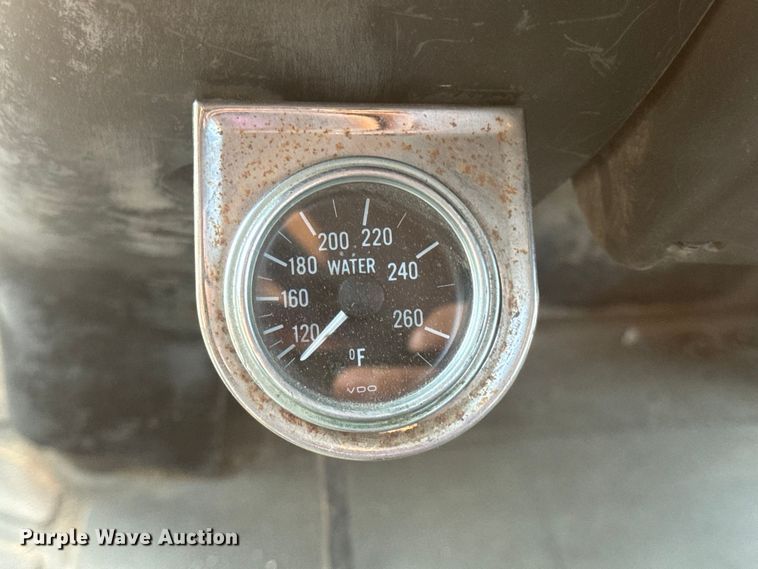 200 220
180 WATER 240
160
120 260
°F
VDO
Purple Wave Auction